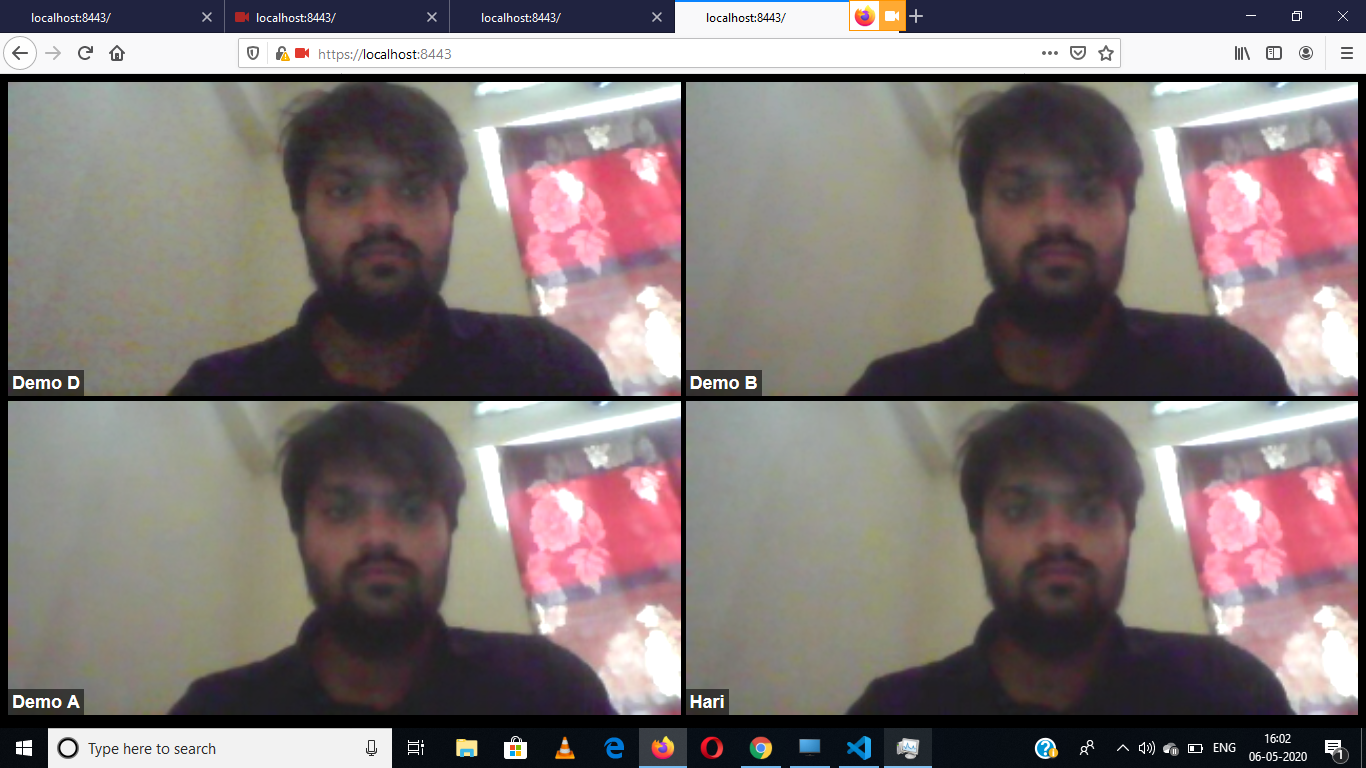 localhost:8443/
localhost:8443/
localhost:8443/
localhost:8443/
https://localhost:8443
Demo D
Demo B
Demo A
Hari
Type here to search
ENG
16:02
06-05-2020
1